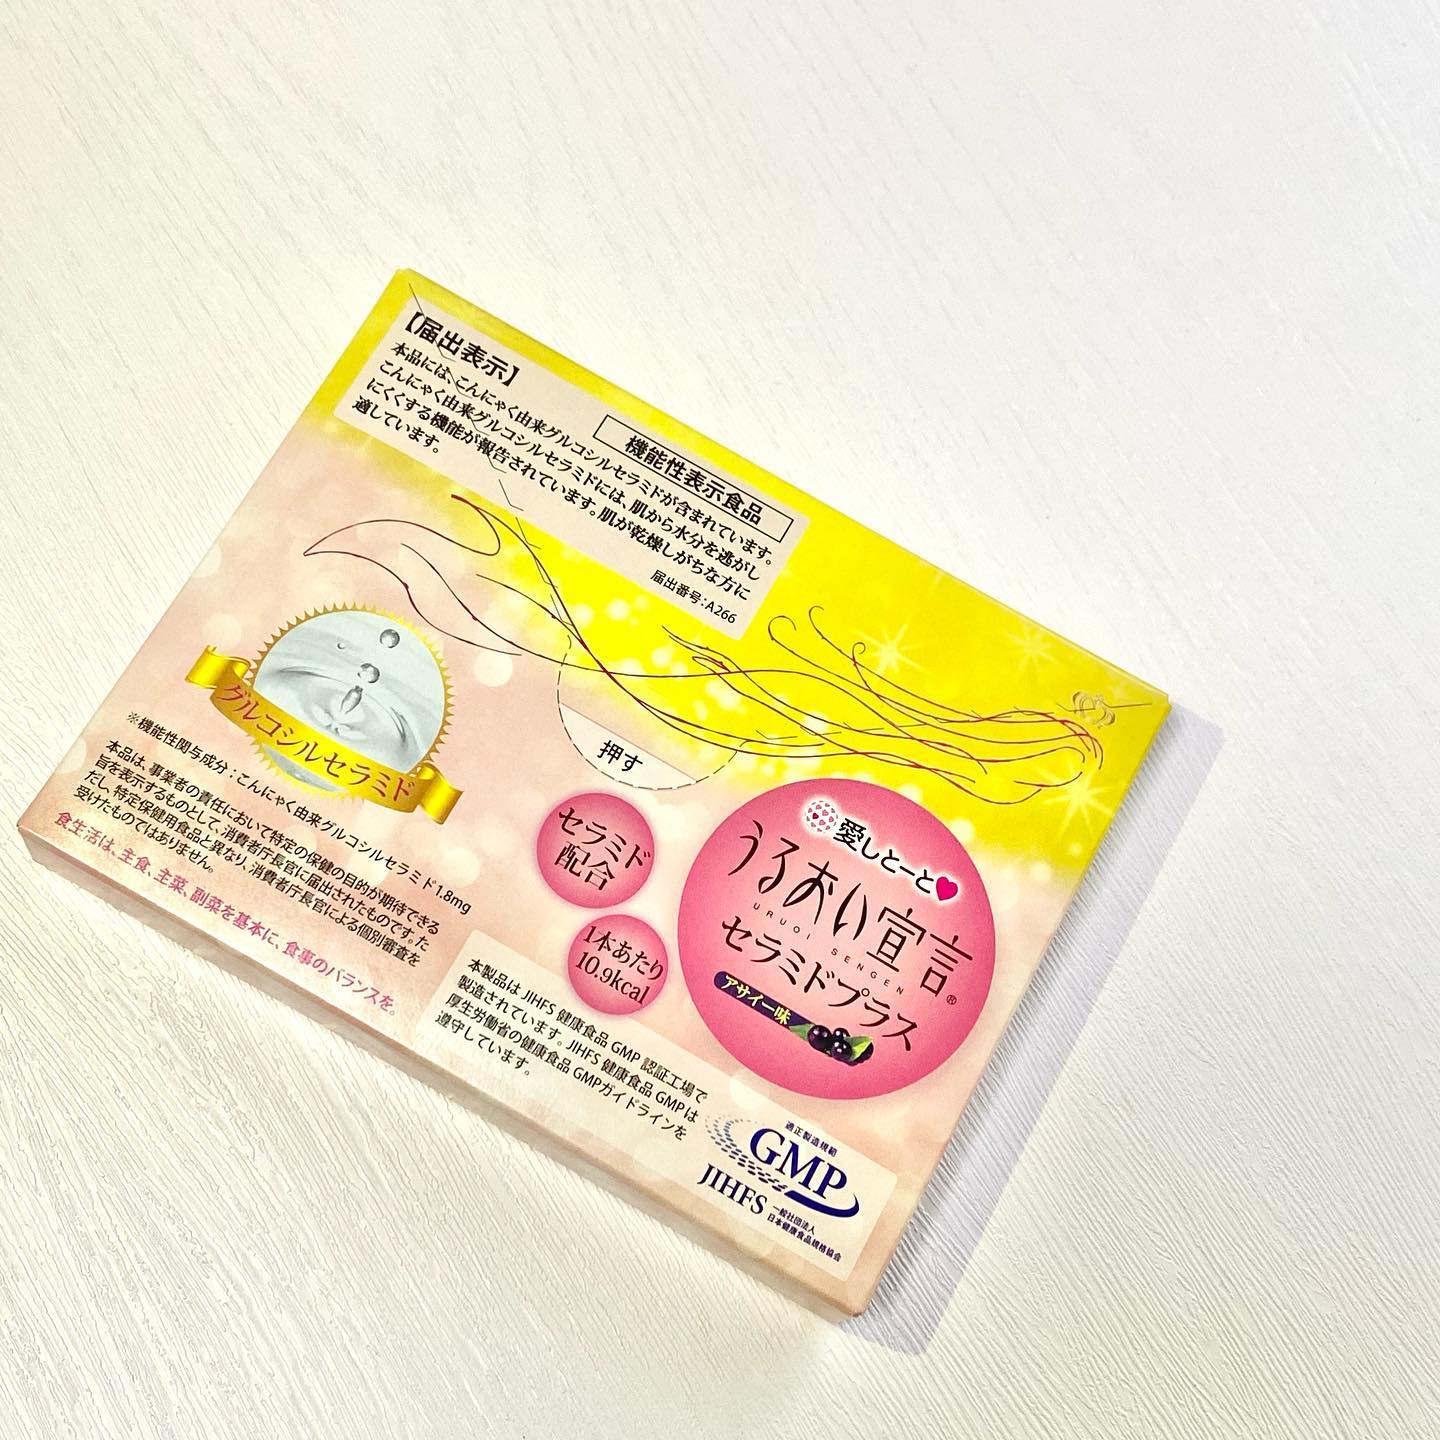 【届出表示】
機能性表示食品
本品には、こんにゃく由来グルコシルセラミドが含まれています。
こんにゃく由来グルコシルセラミドには、肌から水分を逃がし
にくくする機能が報告されています。肌が乾燥しがちな方に
適しています。
届出番号：A266
グルコシルセラミド
※機能性関与成分：こんにゃく由来グルコシルセラミド1.8mg
本品は、事業者の責任において特定の保健の目的が期待できる
旨を表示するものとして、消費者庁長官に届出されたものです。た
だし、特定保健用食品と異なり、消費者庁長官による個別審査を
受けたものではありません。
食生活は、主食、主菜、副菜を基本に、食事のバランスを。
押す
セラミド
配合
1本あたり
10.9kcal
愛しとーと
うるおい宣言®
URUOI SENGEN
セラミドプラス
アサイー味
本製品は JIHFS 健康食品 GMP 認証工場で
製造されています。JIHFS 健康食品 GMP は
厚生労働省の健康食品 GMPガイドラインを
遵守しています。
適正製造規範
GMP
JIHFS
一般社団法人
日本健康食品規格協会